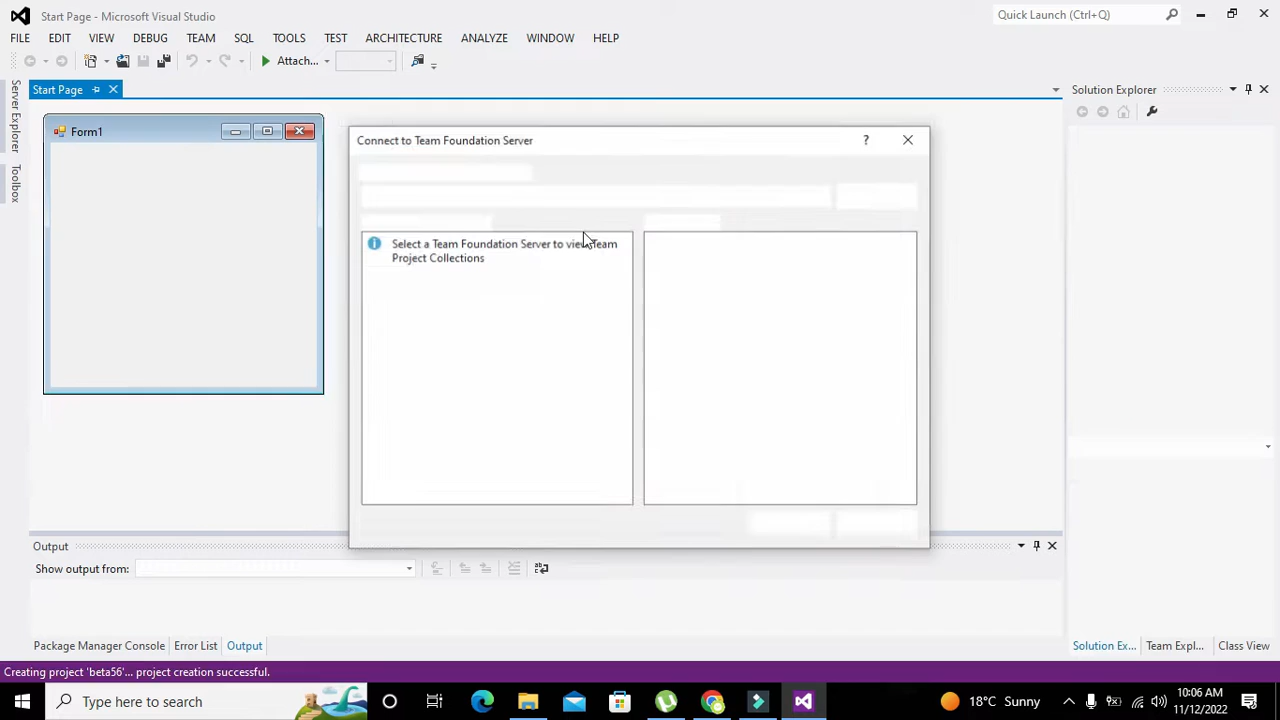 Start Page - Microsoft Visual Studio
Quick Launch (Ctrl+Q)
FILE EDIT VIEW DEBUG TEAM SQL TOOLS TEST ARCHITECTURE ANALYZE WINDOW HELP
Attach...
Server Explorer
Toolbox
Start Page
Form1
Connect to Team Foundation Server
?
Select a Team Foundation Server to view Team
Project Collections
Solution Explorer
Output
Show output from:
Package Manager Console Error List Output
Solution Ex... Team Expl... Class View
Creating project 'beta56'... project creation successful.
Type here to search
18°C Sunny
10:06 AM
11/12/2022